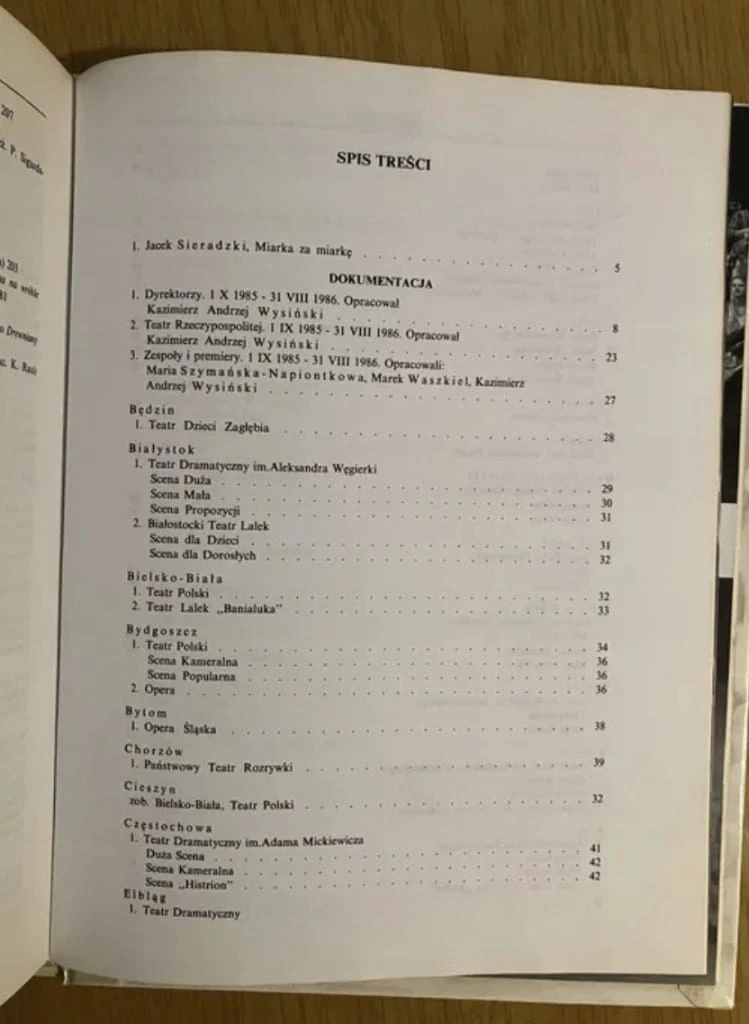 207
ż. P. Sigurds-
203
na wróble
o Drewniany
ac. K. Rau)
SPIS TREŚCI
1. Jacek Sieradzki, Miarka za miarkę . . . . . . . . . . . 5
DOKUMENTACJA
1. Dyrektorzy. 1 X 1985 - 31 VIII 1986. Opracował
Kazimierz Andrzej Wysiński . . . . . . . . . . . 8
2. Teatr Rzeczypospolitej. 1 IX 1985 - 31 VIII 1986. Opracował
Kazimierz Andrzej Wysiński . . . . . . . . . . . 23
3. Zespoły i premiery. 1 IX 1985 - 31 VIII 1986. Opracowali:
Maria Szymańska-Napiontkowa, Marek Waszkiel, Kazimierz
Andrzej Wysiński . . . . . . . . . . . 27
Będzin
1. Teatr Dzieci Zagłębia . . . . . . . . . . . 28
Białystok
1. Teatr Dramatyczny im.Aleksandra Węgierki
Scena Duża . . . . . . . . . . . 29
Scena Mała . . . . . . . . . . . 30
Scena Propozycji . . . . . . . . . . . 31
2. Białostocki Teatr Lalek
Scena dla Dzieci . . . . . . . . . . . 31
Scena dla Dorosłych . . . . . . . . . . . 32
Bielsko-Biała
1. Teatr Polski . . . . . . . . . . . 32
2. Teatr Lalek „Banialuka” . . . . . . . . . . . 33
Bydgoszcz
1. Teatr Polski . . . . . . . . . . . 34
Scena Kameralna . . . . . . . . . . . 36
Scena Popularna . . . . . . . . . . . 36
2. Opera . . . . . . . . . . . 36
Bytom
1. Opera Śląska . . . . . . . . . . . 38
Chorzów
1. Państwowy Teatr Rozrywki . . . . . . . . . . . 39
Cieszyn
zob. Bielsko-Biała, Teatr Polski . . . . . . . . . . . 32
Częstochowa
1. Teatr Dramatyczny im.Adama Mickiewicza
Duża Scena . . . . . . . . . . . 41
Scena Kameralna . . . . . . . . . . . 42
Scena „Histrion” . . . . . . . . . . . 42
Elbląg
1. Teatr Dramatyczny